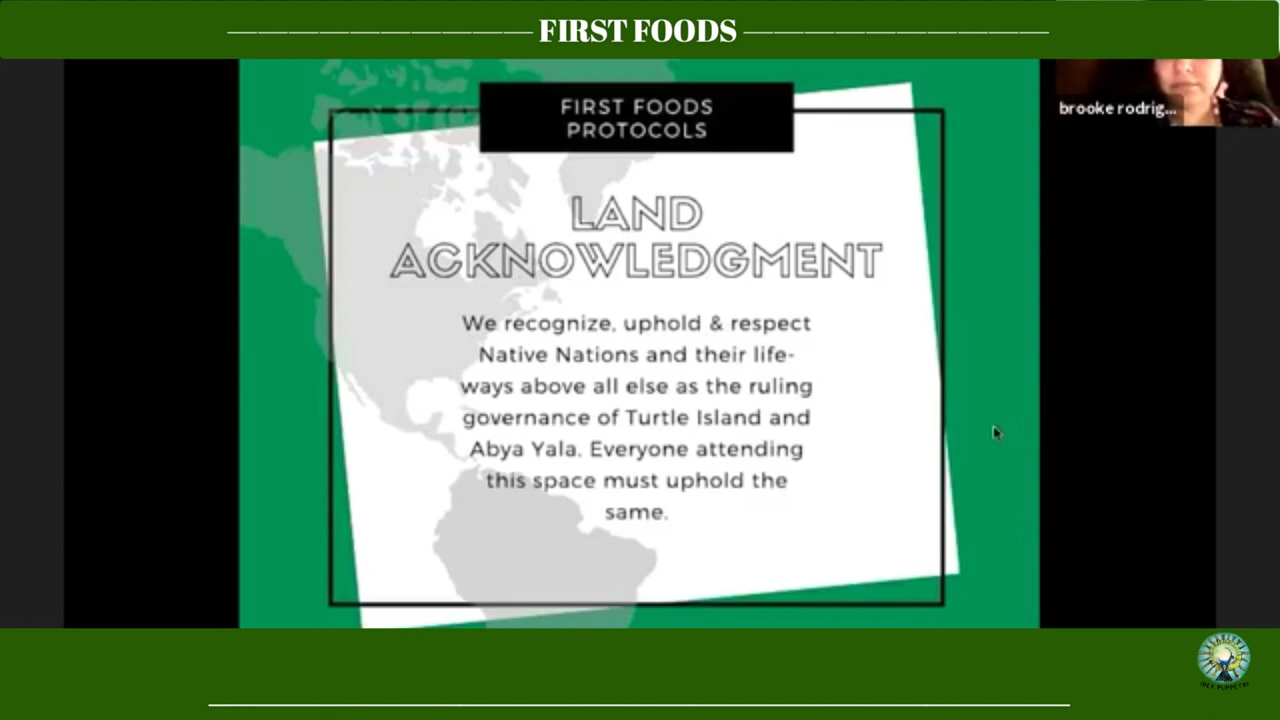 FIRST FOODS
brooke rodrig...
FIRST FOODS
PROTOCOLS
LAND
ACKNOWLEDGMENT
We recognize, uphold & respect
Native Nations and their life-
ways above all else as the ruling
governance of Turtle Island and
Abya Yala. Everyone attending
this space must uphold the
same.
IBEX PUPPETRY